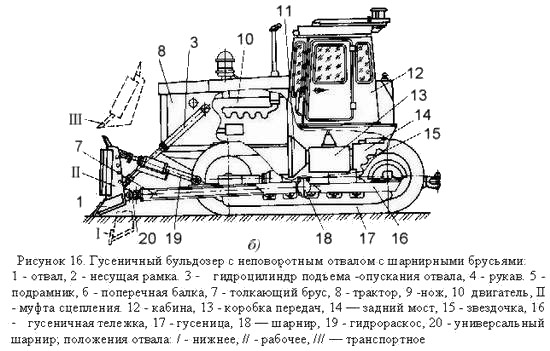 8 3 10 11
12
13
14
15
III
7
II
1
I
20 19 б) 18 17 16
Рисунок 16. Гусеничный бульдозер с неповоротным отвалом с шарнирными брусьями:
1 - отвал, 2 - несущая рамка. 3 - гидроцилиндр подъема -опускания отвала, 4 - рукав. 5 -
подрамник, 6 - поперечная балка, 7 - толкающий брус, 8 - трактор, 9 -нож, 10 двигатель, II
- муфта сцепления. 12 - кабина, 13 - коробка передач, 14 — задний мост, 15 - звездочка, 16
- гусеничная тележка, 17 - гусеница, 18 — шарнир, 19 - гидрораскос, 20 - универсальный
шарнир; положения отвала: / - нижнее, // - рабочее, /// — транспортное